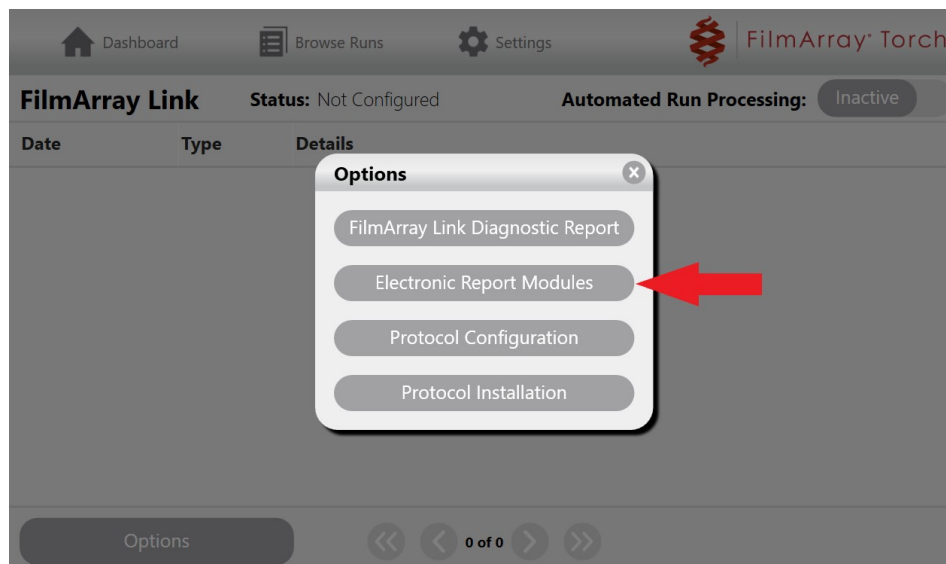 Dashboard Browse Runs Settings FilmArray® Torch
FilmArray Link Status: Not Configured Automated Run Processing: Inactive
Date Type Details
Options
FilmArray Link Diagnostic Report
Electronic Report Modules
Protocol Configuration
Protocol Installation
Options 0 of 0